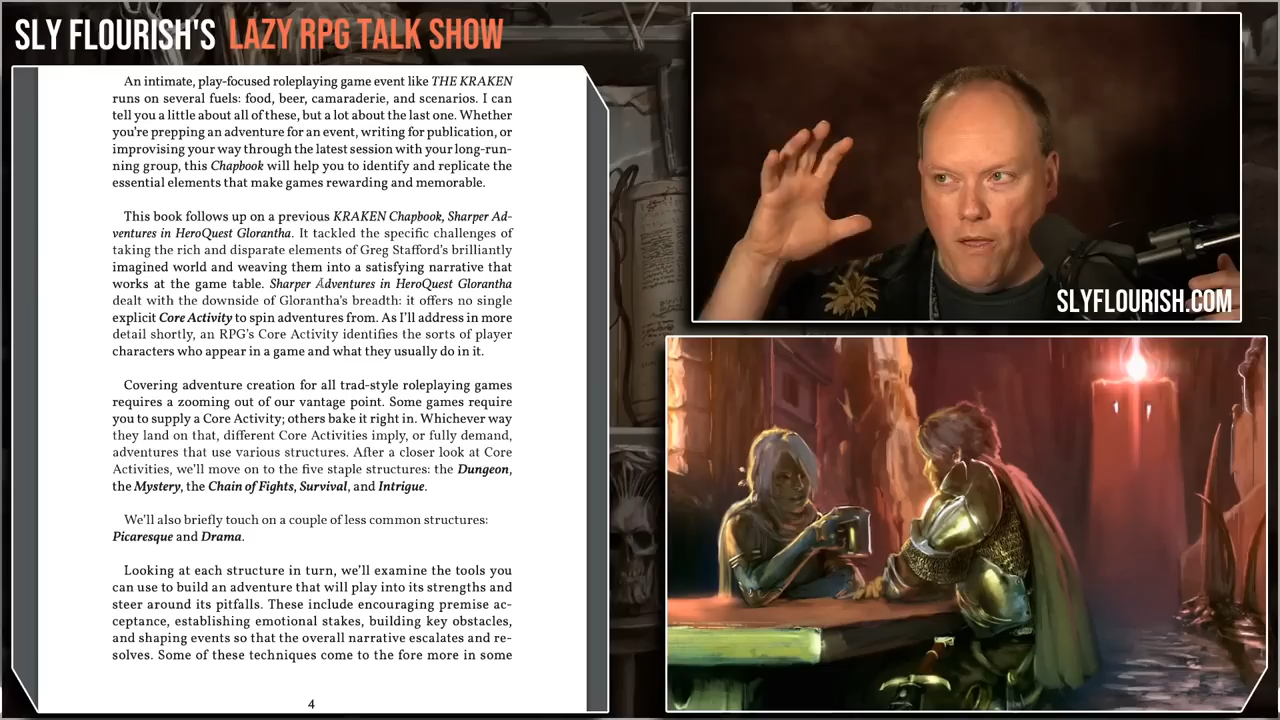 SLY FLOURISH'S LAZY RPG TALK SHOW
An intimate, play-focused roleplaying game event like THE KRAKEN
runs on several fuels: food, beer, camaraderie, and scenarios. I can
tell you a little about all of these, but a lot about the last one. Whether
you're prepping an adventure for an event, writing for publication, or
improvising your way through the latest session with your long-run-
ning group, this Chapbook will help you to identify and replicate the
essential elements that make games rewarding and memorable.
This book follows up on a previous KRAKEN Chapbook, Sharper Ad-
ventures in HeroQuest Glorantha. It tackled the specific challenges of
taking the rich and disparate elements of Greg Stafford's brilliantly
imagined world and weaving them into a satisfying narrative that
works at the game table. Sharper Adventures in HeroQuest Glorantha
dealt with the downside of Glorantha's breadth: it offers no single
explicit Core Activity to spin adventures from. As I'll address in more
detail shortly, an RPG's Core Activity identifies the sorts of player
characters who appear in a game and what they usually do in it.
Covering adventure creation for all trad-style roleplaying games
requires a zooming out of our vantage point. Some games require
you to supply a Core Activity; others bake it right in. Whichever way
they land on that, different Core Activities imply, or fully demand,
adventures that use various structures. After a closer look at Core
Activities, we'll move on to the five staple structures: the Dungeon,
the Mystery, the Chain of Fights, Survival, and Intrigue.
We'll also briefly touch on a couple of less common structures:
Picaresque and Drama.
Looking at each structure in turn, we'll examine the tools you
can use to build an adventure that will play into its strengths and
steer around its pitfalls. These include encouraging premise ac-
ceptance, establishing emotional stakes, building key obstacles,
and shaping events so that the overall narrative escalates and re-
solves. Some of these techniques come to the fore more in some
4
SLYFLOURISH.COM